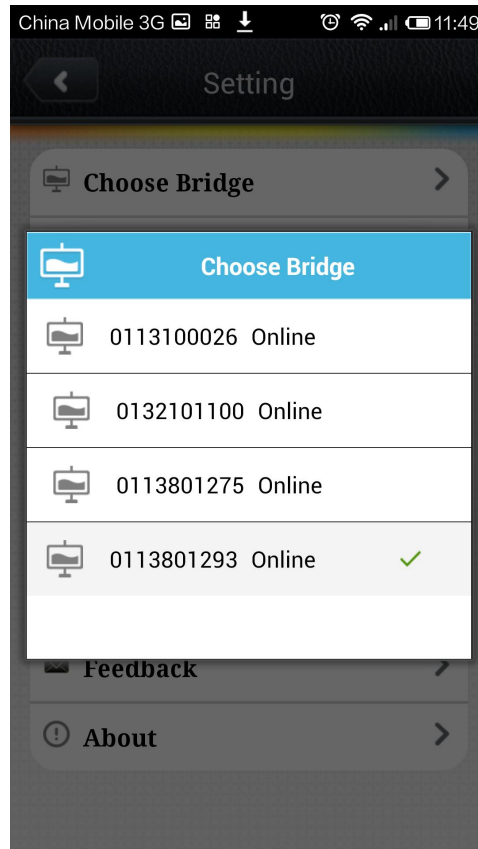 China Mobile 3G 11:49
Setting
Choose Bridge
Choose Bridge
0113100026 Online
0132101100 Online
0113801275 Online
0113801293 Online
Feedback
About